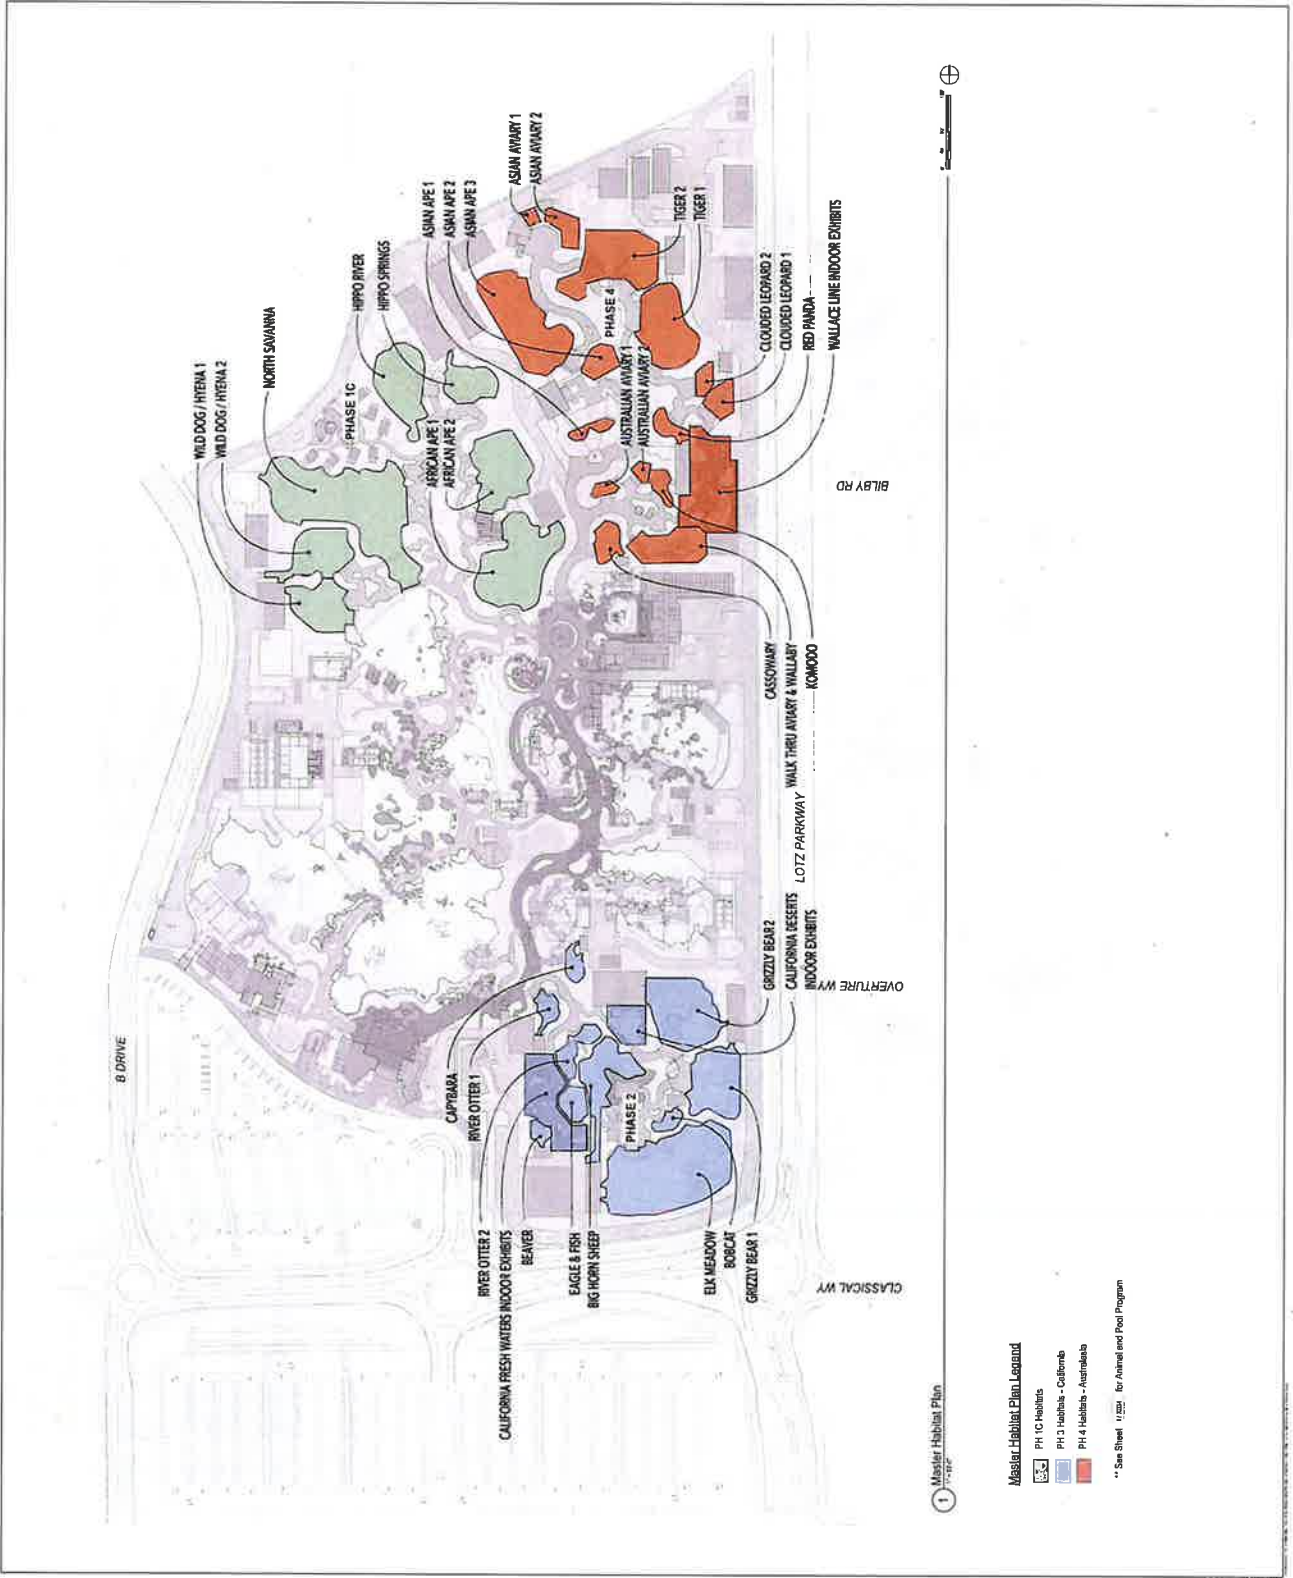 WILD DOG / HYENA 1
WILD DOG / HYENA 2
NORTH SAVANNA
PHASE 1C
HIPPO RIVER
HIPPO SPRINGS
AFRICAN APE 1
AFRICAN APE 2
ASIAN APE 1
ASIAN APE 2
ASIAN APE 3
ASIAN AVIARY 1
ASIAN AVIARY 2
PHASE 4
AUSTRALIAN AVIARY 1
AUSTRALIAN AVIARY 2
TIGER 2
TIGER 1
CLOUDED LEOPARD 2
CLOUDED LEOPARD 1
RED PANDA
WALLACE LINE INDOOR EXHIBITS
BILBY RD
CASSOWARY
WALK THRU AVIARY & WALLABY
KOMODO
LOTZ PARKWAY
GRIZZLY BEAR 2
CALIFORNIA DESERTS
INDOOR EXHIBITS
OVERTURE WY
B DRIVE
CAPYBARA
RIVER OTTER 1
PHASE 2
RIVER OTTER 2
CALIFORNIA FRESH WATERS INDOOR EXHIBITS
BEAVER
EAGLE & FISH
BIG HORN SHEEP
ELK MEADOW
BOBCAT
GRIZZLY BEAR 1
CLASSICAL WY
1 Master Habitat Plan
Master Habitat Plan Legend
PH 1C Habitats
PH 3 Habitats - California
PH 4 Habitats - Australasia
** See Sheet for Animal and Pool Program